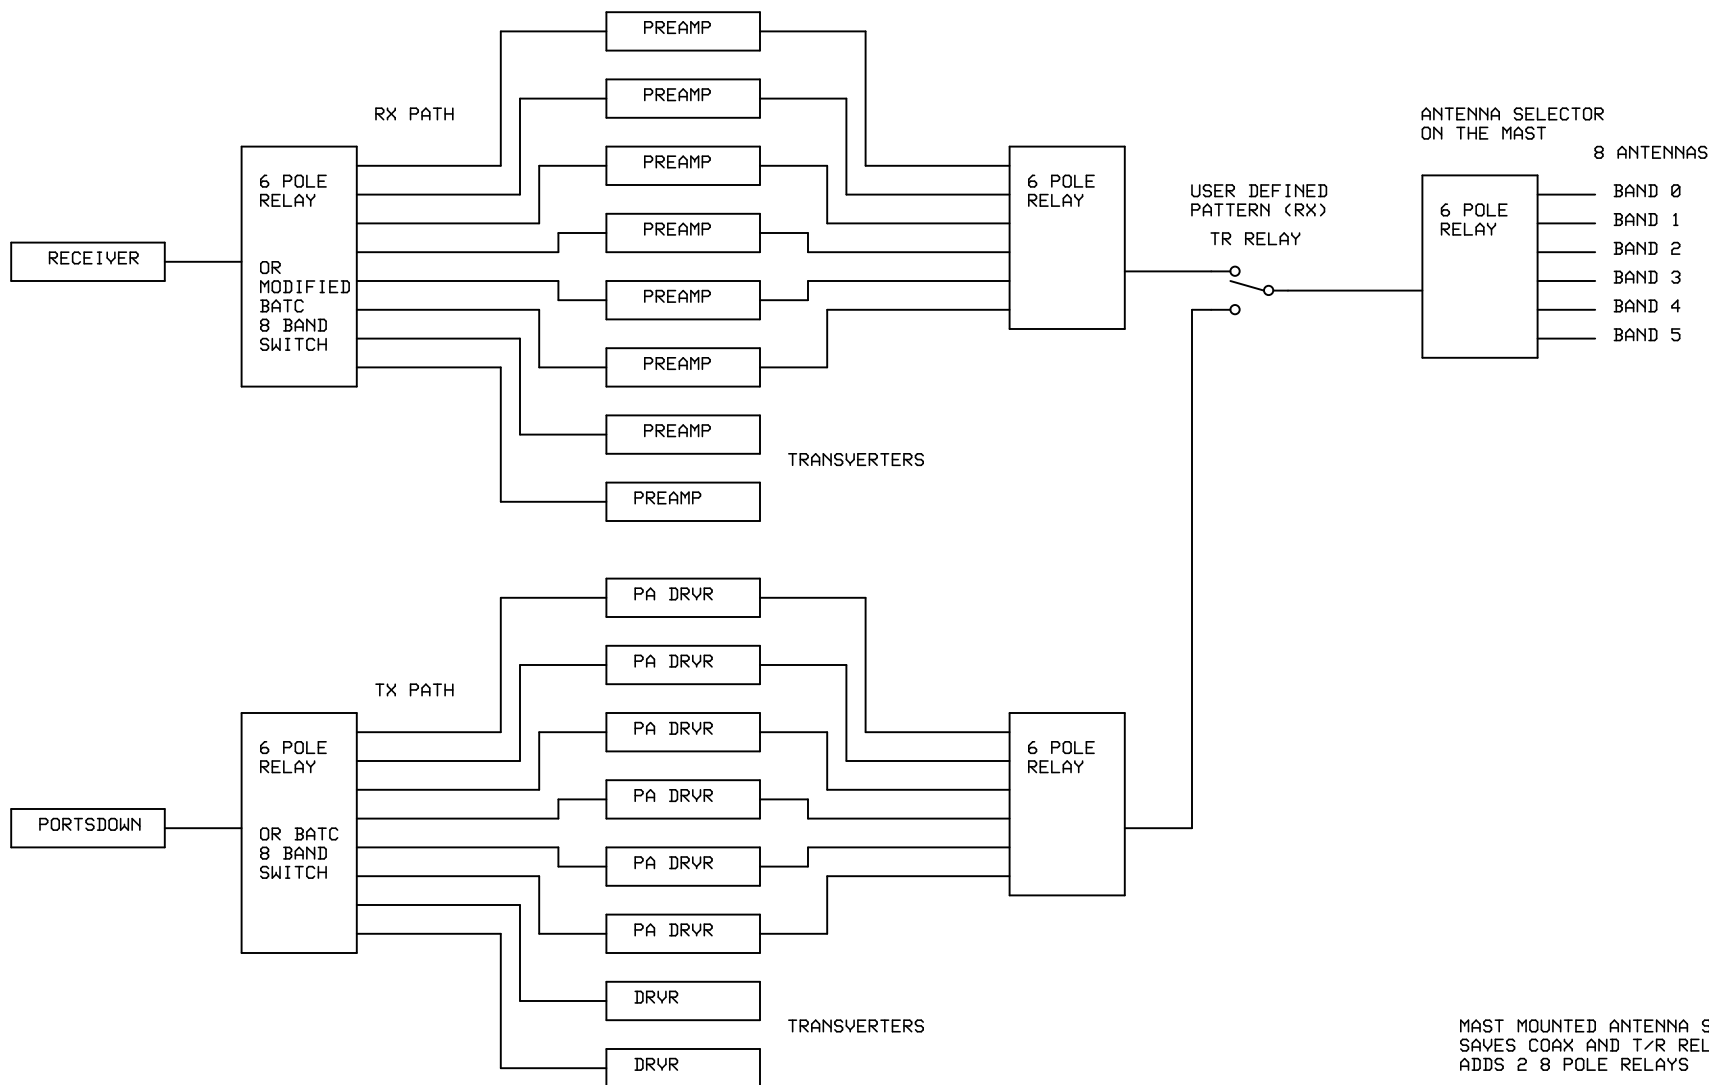 PREAMP
PREAMP
RX PATH
ANTENNA SELECTOR
ON THE MAST
8 ANTENNAS
PREAMP
6 POLE
RELAY
6 POLE
RELAY
USER DEFINED
PATTERN (RX)
TR RELAY
6 POLE
RELAY
BAND 0
BAND 1
BAND 2
BAND 3
BAND 4
BAND 5
PREAMP
RECEIVER
OR
MODIFIED
BATC
8 BAND
SWITCH
PREAMP
PREAMP
PREAMP
TRANSVERTERS
PREAMP
PA DRVR
PA DRVR
TX PATH
PA DRVR
6 POLE
RELAY
6 POLE
RELAY
PA DRVR
PORTSDOWN
OR BATC
8 BAND
SWITCH
PA DRVR
PA DRVR
DRVR
TRANSVERTERS
DRVR
MAST MOUNTED ANTENNA
SAVES COAX AND T/R
ADDS 2 8 POLE RELAYS